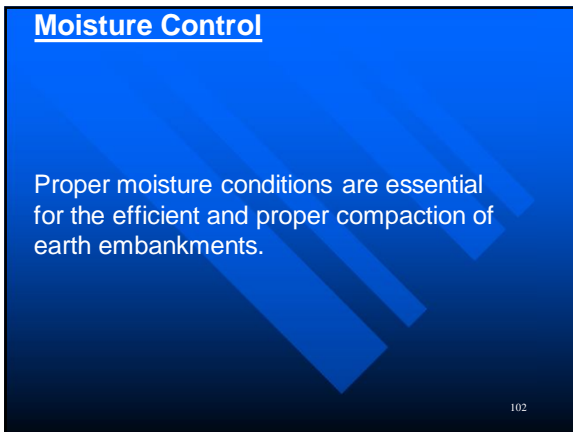 Moisture Control
Proper moisture conditions are essential
for the efficient and proper compaction of
earth embankments.
102